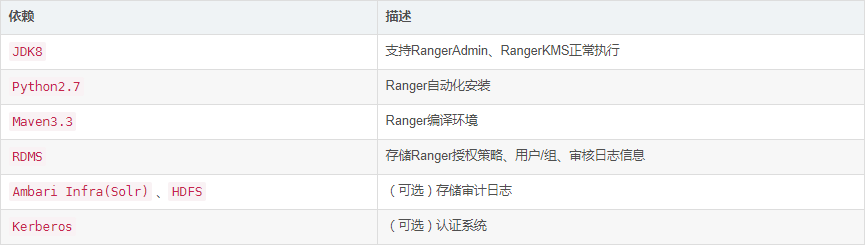 依赖 描述
JDK8 支持RangerAdmin、RangerKMS正常执行
Python2.7 Ranger自动化安装
Maven3.3 Ranger编译环境
RDMS 存储Ranger授权策略、用户/组、审核日志信息
Ambari Infra(Solr) 、HDFS （可选）存储审计日志
Kerberos （可选）认证系统